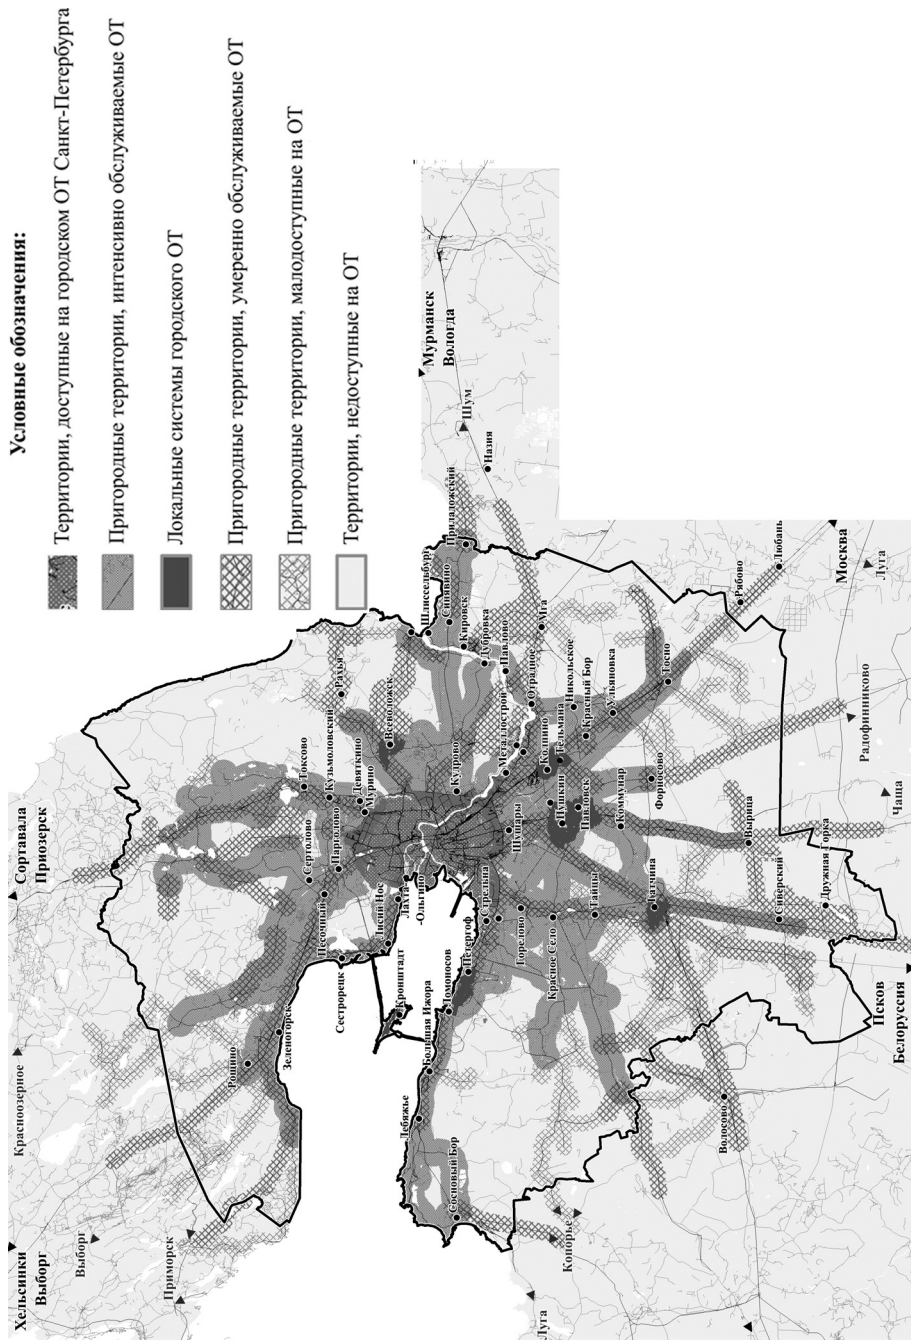 Условные обозначения:
Территории, доступные на городском ОТ Санкт-Петербурга
Пригородные территории, интенсивно обслуживаемые ОТ
Локальные системы городского ОТ
Пригородные территории, умеренно обслуживаемые ОТ
Пригородные территории, малодоступные на ОТ
Территории, недоступные на ОТ
Хельсинки
Выборг
Выборг
Приморск
Красноозерное
Сортавала
Приозерск
Рощино
Зеленогорск
Сестрорецк
Песочный
Сертолово
Парголово
Токсово
Кузьмоловский
Девяткино
Мурино
Лисий Нос
Лахта
-Ольгино
Кронштадт
Всеволожск
Рахья
Шлиссельбург
Синявино
Кировск
Дубровка
Павлово
Приладожский
Назия
Шум
Мурманск
Вологда
Мга
Отрадное
Никольское
Красный Бор
Ульяновка
Тосно
Рябово
Любань
Москва
Луга
Кудрово
Металлострой
Колпино
Тельмана
Шушары
Пушкин
Павловск
Коммунар
Форносово
Радофинниково
Вырица
Чаща
Сиверский
Дружная Горка
Гатчина
Тайцы
Красное Село
Горелово
Стрельна
Петергоф
Ломоносов
Большая Ижора
Лебяжье
Сосновый Бор
Копорье
Луга
Волосово
Псков
Белоруссия